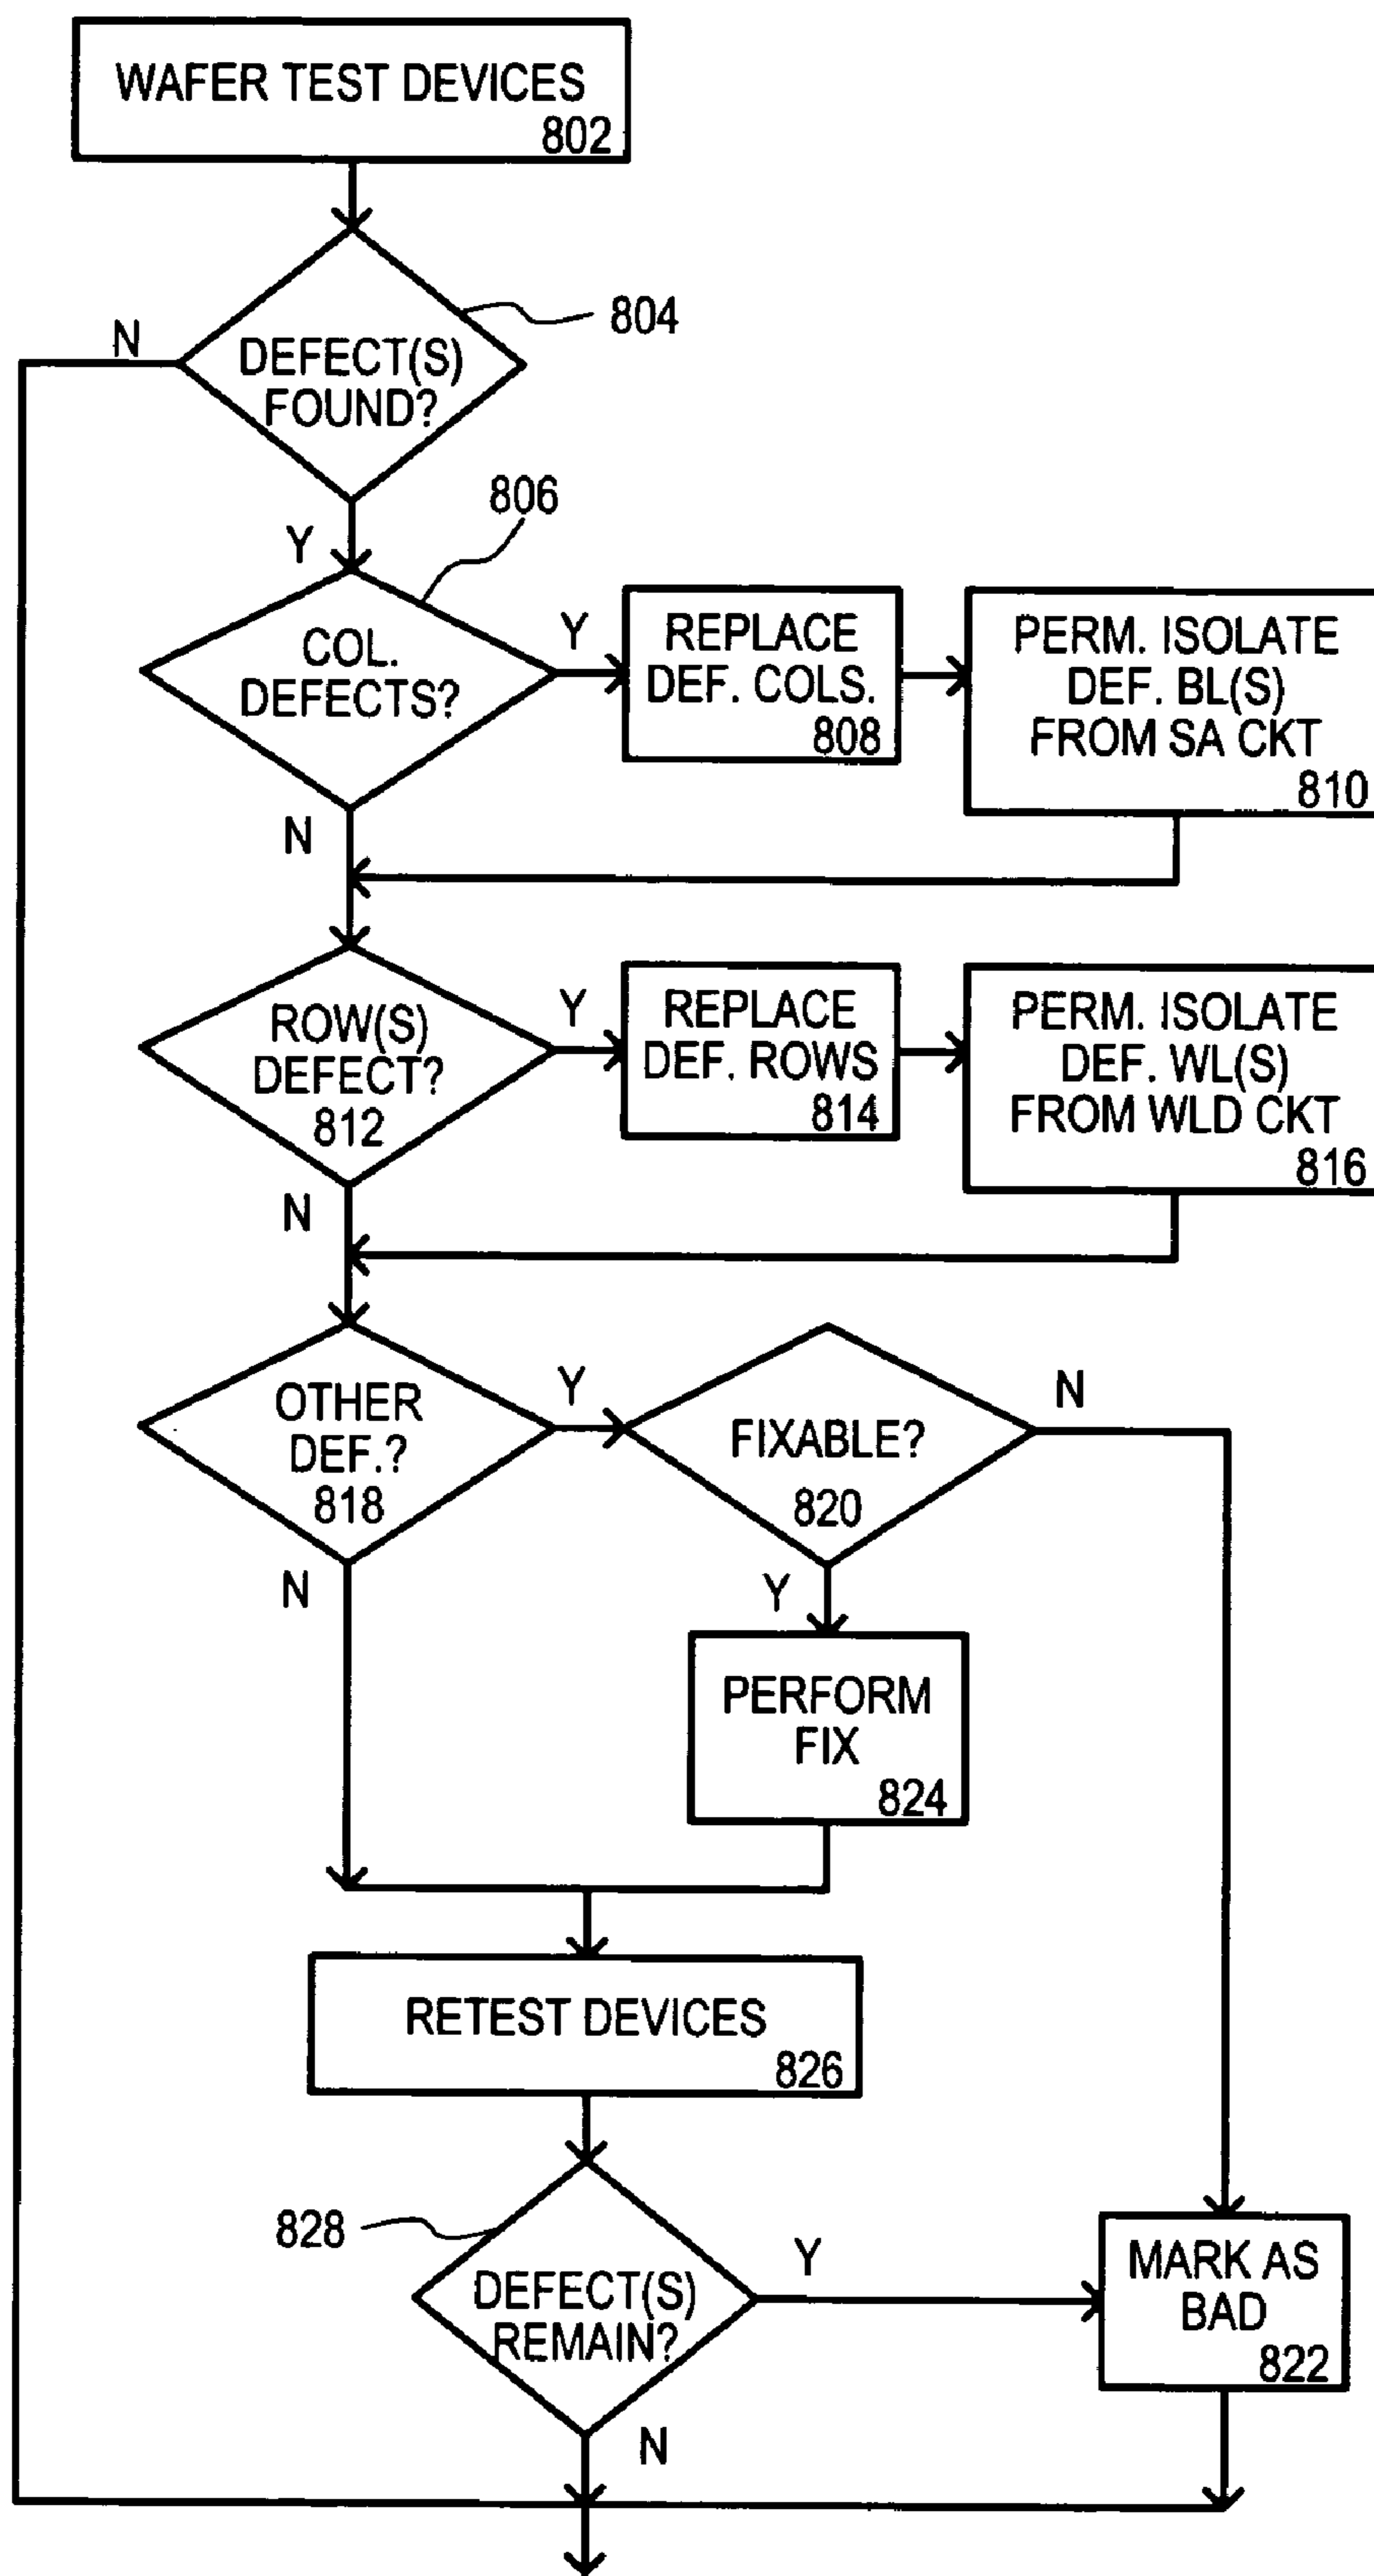 WAFER TEST DEVICES
802
804
N
DEFECT(S)
FOUND?
806
Y
COL.
DEFECTS?
Y
REPLACE
DEF. COLS.
808
PERM. ISOLATE
DEF. BL(S)
FROM SA CKT
810
N
ROW(S)
DEFECT?
812
Y
REPLACE
DEF. ROWS
814
PERM. ISOLATE
DEF. WL(S)
FROM WLD CKT
816
N
OTHER
DEF.?
818
Y
FIXABLE?
820
N
N
Y
PERFORM
FIX
824
RETEST DEVICES
826
828
DEFECT(S)
REMAIN?
Y
MARK AS
BAD
822
N